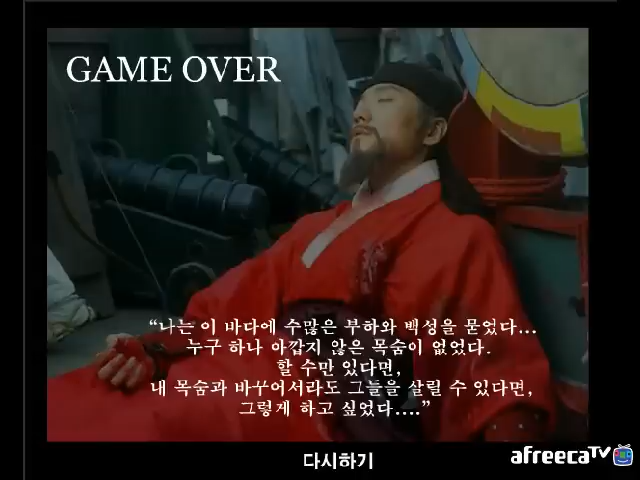 GAME OVER
“나는 이 바다에 수많은 부하와 백성을 묻었다...
누구 하나 아깝지 않은 목숨이 없었다.
할 수만 있다면,
내 목숨과 바꾸어서라도 그들을 살릴 수 있다면,
그렇게 하고 싶었다....”
다시하기
afreecaTV